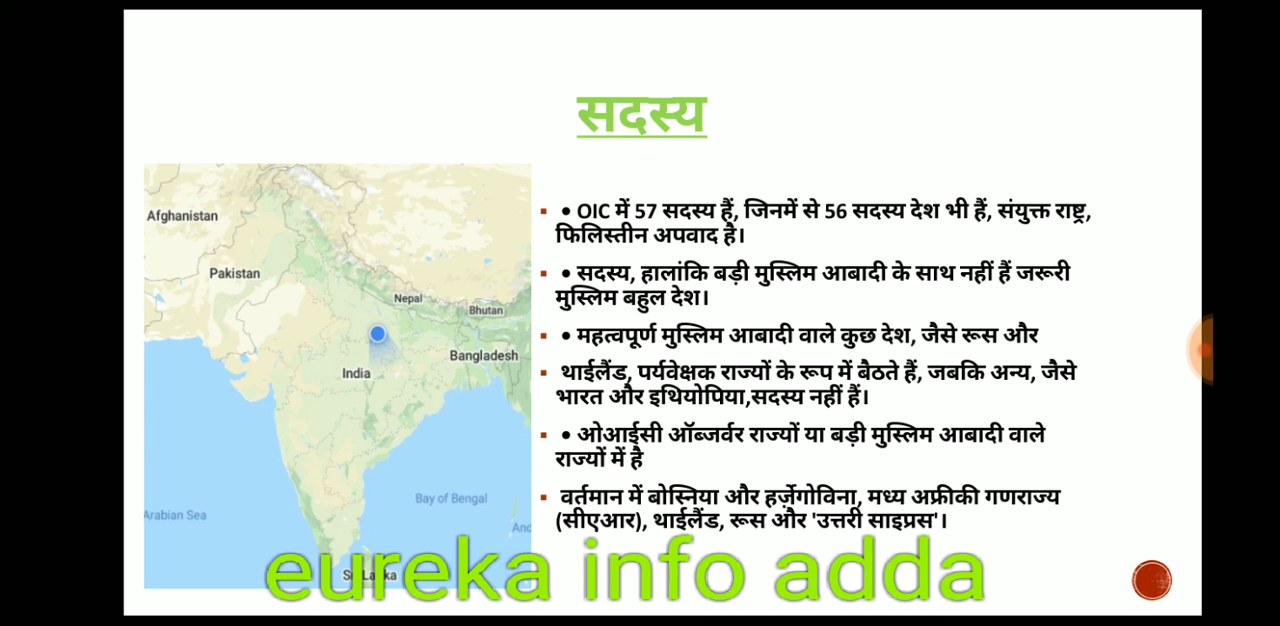 सदस्य
Afghanistan
Pakistan
Nepal
Bhutan
Bangladesh
India
Bay of Bengal
Arabian Sea
And
Sri Lanka
• OIC में 57 सदस्य हैं, जिनमें से 56 सदस्य देश भी हैं, संयुक्त राष्ट्र,
फिलिस्तीन अपवाद है।
• सदस्य, हालांकि बड़ी मुस्लिम आबादी के साथ नहीं हैं जरूरी
मुस्लिम बहुल देश।
• महत्वपूर्ण मुस्लिम आबादी वाले कुछ देश, जैसे रूस और
थाईलैंड, पर्यवेक्षक राज्यों के रूप में बैठते हैं, जबकि अन्य, जैसे
भारत और इथियोपिया,सदस्य नहीं हैं।
• ओआईसी ऑब्जर्वर राज्यों या बड़ी मुस्लिम आबादी वाले
राज्यों में है
वर्तमान में बोस्निया और हर्ज़ेगोविना, मध्य अफ्रीकी गणराज्य
(सीएआर), थाईलैंड, रूस और 'उत्तरी साइप्रस'।
eureka info adda